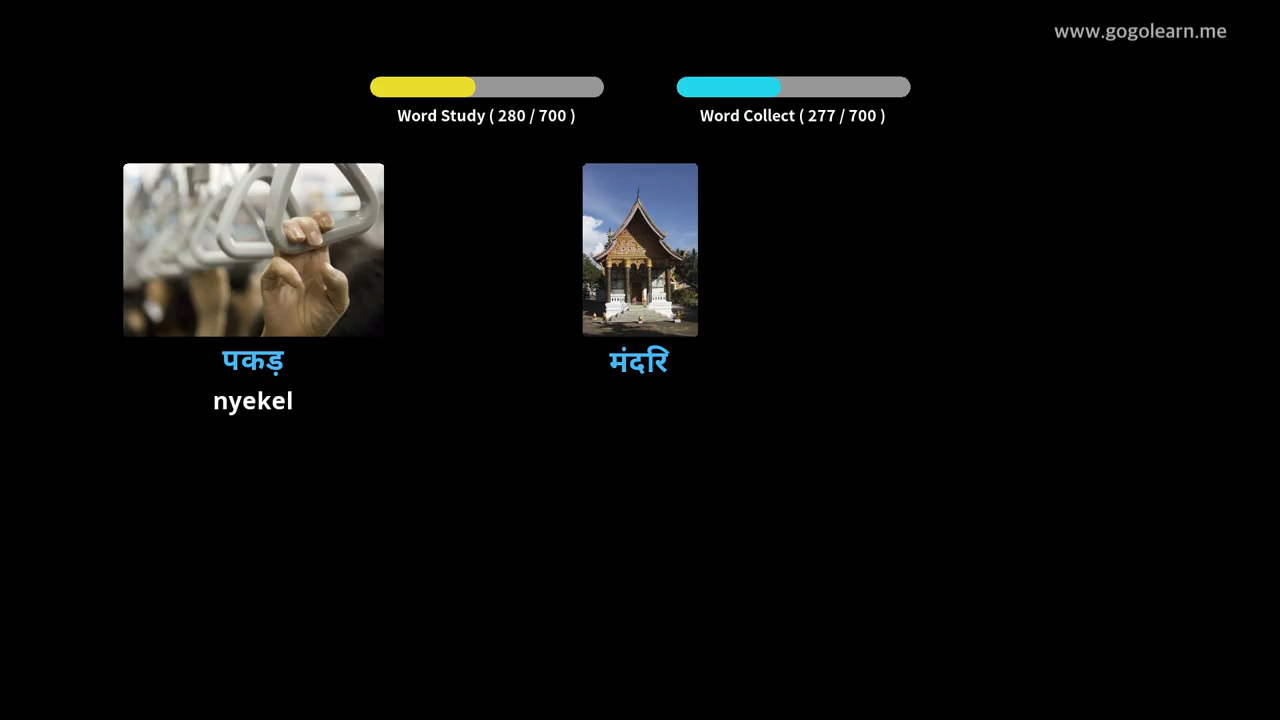 www.gogolearn.me
Word Study ( 280 / 700 )
Word Collect ( 277 / 700 )
पकड़
मंदरि
nyekel